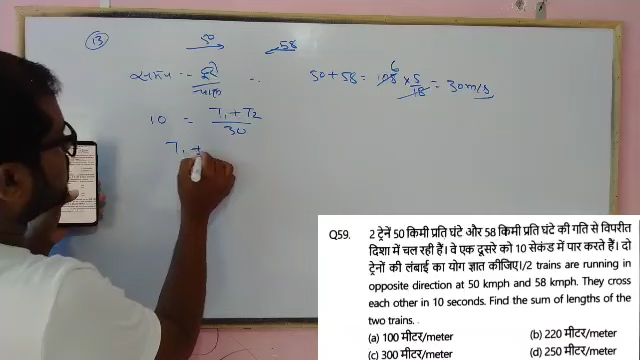 13
50 58
समय = दूरी / चाल
50 + 58 = 108 × 5/18 = 30 m/s
6
10 = T₁ + T₂ / 30
T₁ +
Q59. 2 ट्रेनें 50 किमी प्रति घंटे और 58 किमी प्रति घंटे की गति से विपरीत
दिशा में चल रही हैं। वे एक दूसरे को 10 सेकंड में पार करते हैं। दो
ट्रेनों की लंबाई का योग ज्ञात कीजिए।/2 trains are running in
opposite direction at 50 kmph and 58 kmph. They cross
each other in 10 seconds. Find the sum of lengths of the
two trains.
(a) 100 मीटर/meter (b) 220 मीटर/meter
(c) 300 मीटर/meter (d) 250 मीटर/meter